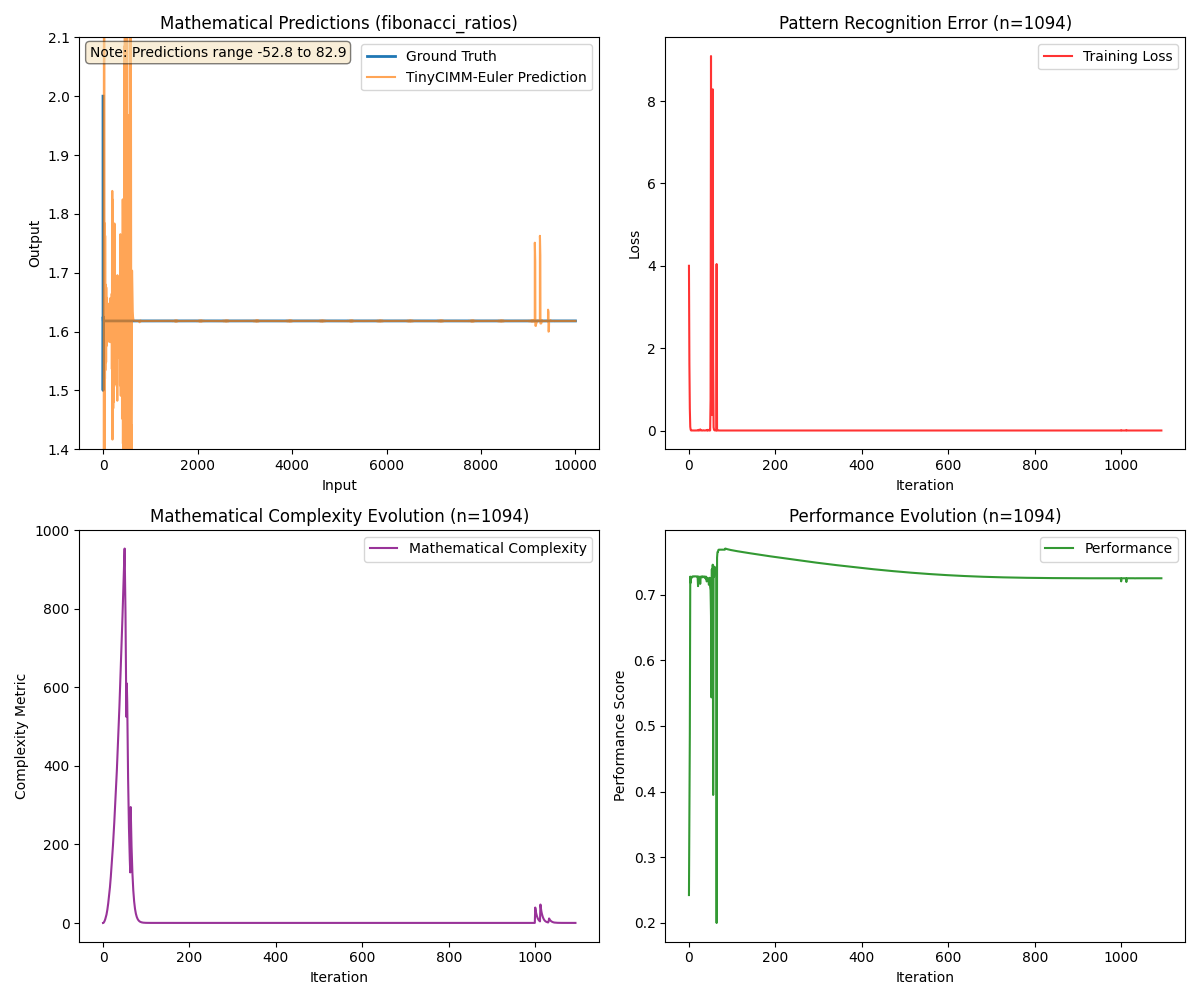 Mathematical Predictions (fibonacci_ratios)
Note: Predictions range -52.8 to 82.9
Ground Truth
TinyCIMM-Euler Prediction
Output
2.1
2.0
1.9
1.8
1.7
1.6
1.5
1.4
0 2000 4000 6000 8000 10000
Input
Pattern Recognition Error (n=1094)
Training Loss
Loss
8
6
4
2
0
0 200 400 600 800 1000
Iteration
Mathematical Complexity Evolution (n=1094)
Mathematical Complexity
Complexity Metric
1000
800
600
400
200
0
0 200 400 600 800 1000
Iteration
Performance Evolution (n=1094)
Performance
Performance Score
0.7
0.6
0.5
0.4
0.3
0.2
0 200 400 600 800 1000
Iteration